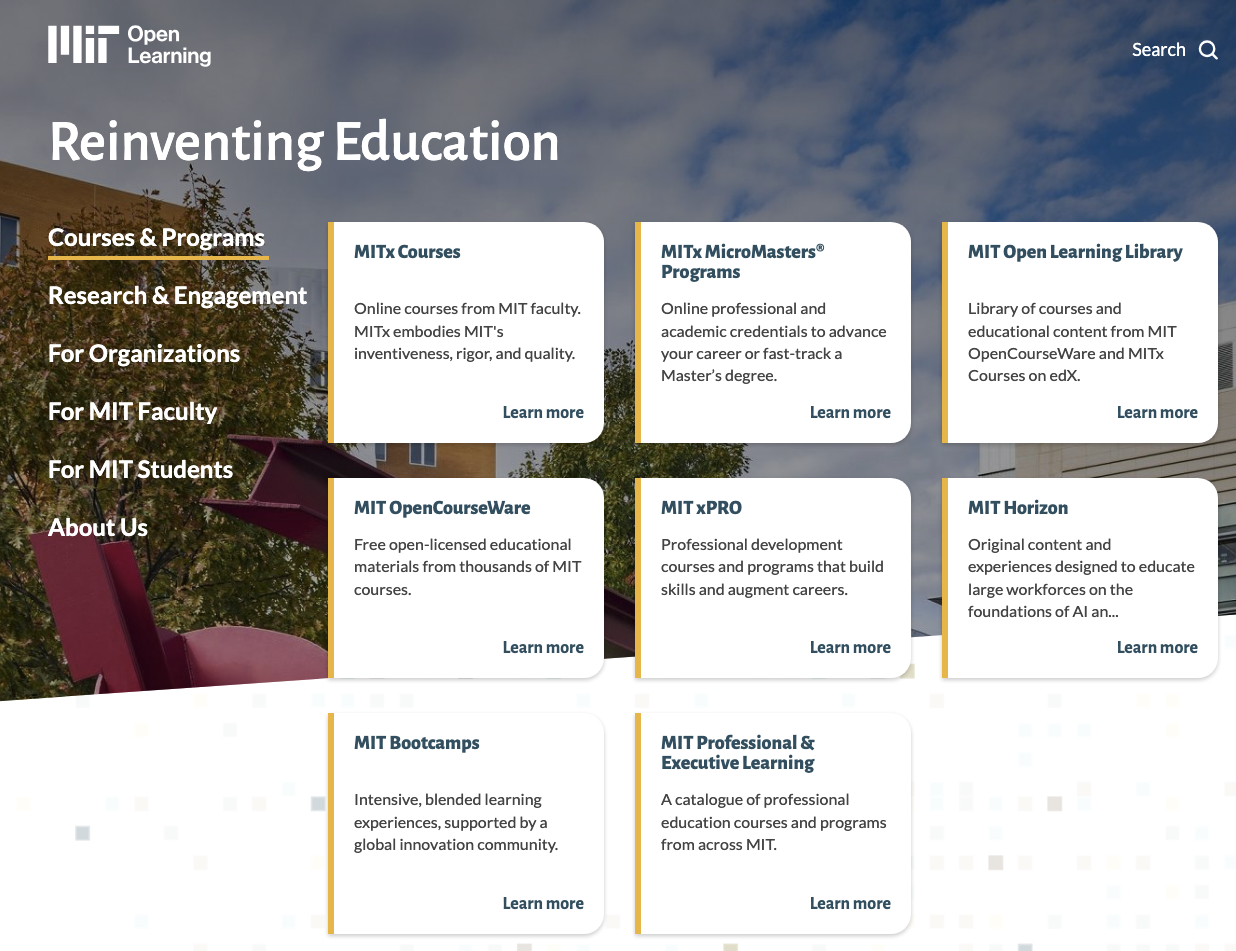 MIT Open
Learning
Search
Reinventing Education
Courses & Programs
Research & Engagement
For Organizations
For MIT Faculty
For MIT Students
About Us
MITx Courses
Online courses from MIT faculty.
MITx embodies MIT's
inventiveness, rigor, and quality.
Learn more
MITx MicroMasters®
Programs
Online professional and
academic credentials to advance
your career or fast-track a
Master’s degree.
Learn more
MIT Open Learning Library
Library of courses and
educational content from MIT
OpenCourseWare and MITx
Courses on edX.
Learn more
MIT OpenCourseWare
Free open-licensed educational
materials from thousands of MIT
courses.
Learn more
MIT xPRO
Professional development
courses and programs that build
skills and augment careers.
Learn more
MIT Horizon
Original content and
experiences designed to educate
large workforces on the
foundations of AI an...
Learn more
MIT Bootcamps
Intensive, blended learning
experiences, supported by a
global innovation community.
Learn more
MIT Professional &
Executive Learning
A catalogue of professional
education courses and programs
from across MIT.
Learn more